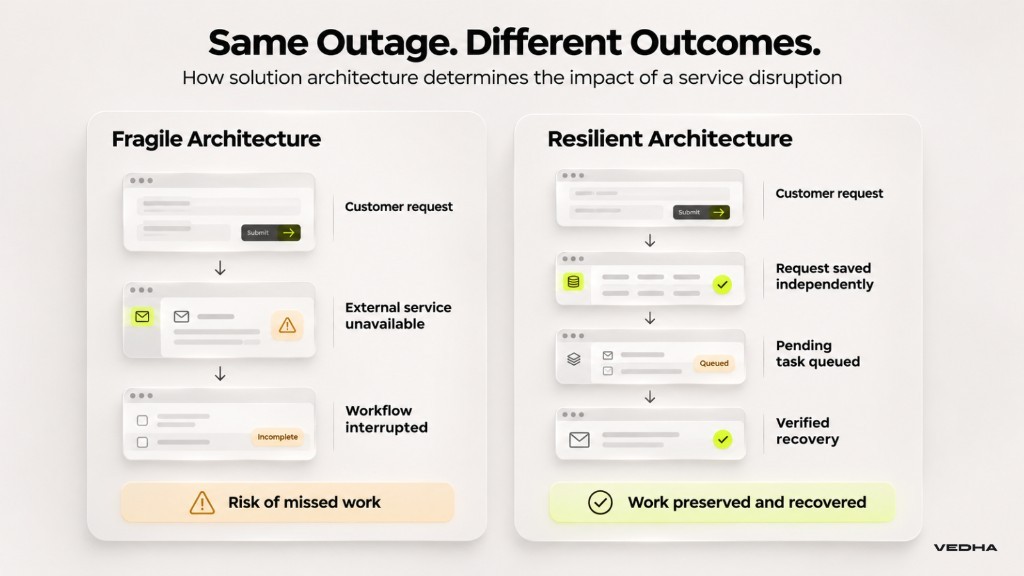 Same Outage. Different Outcomes.
How solution architecture determines the impact of a service disruption
Fragile Architecture
Submit
Customer request
External service
unavailable
Incomplete
Workflow
interrupted
Risk of missed work
Resilient Architecture
Submit
Customer request
Request saved
independently
Queued
Pending
task queued
Verified
recovery
Work preserved and recovered
VEDHA